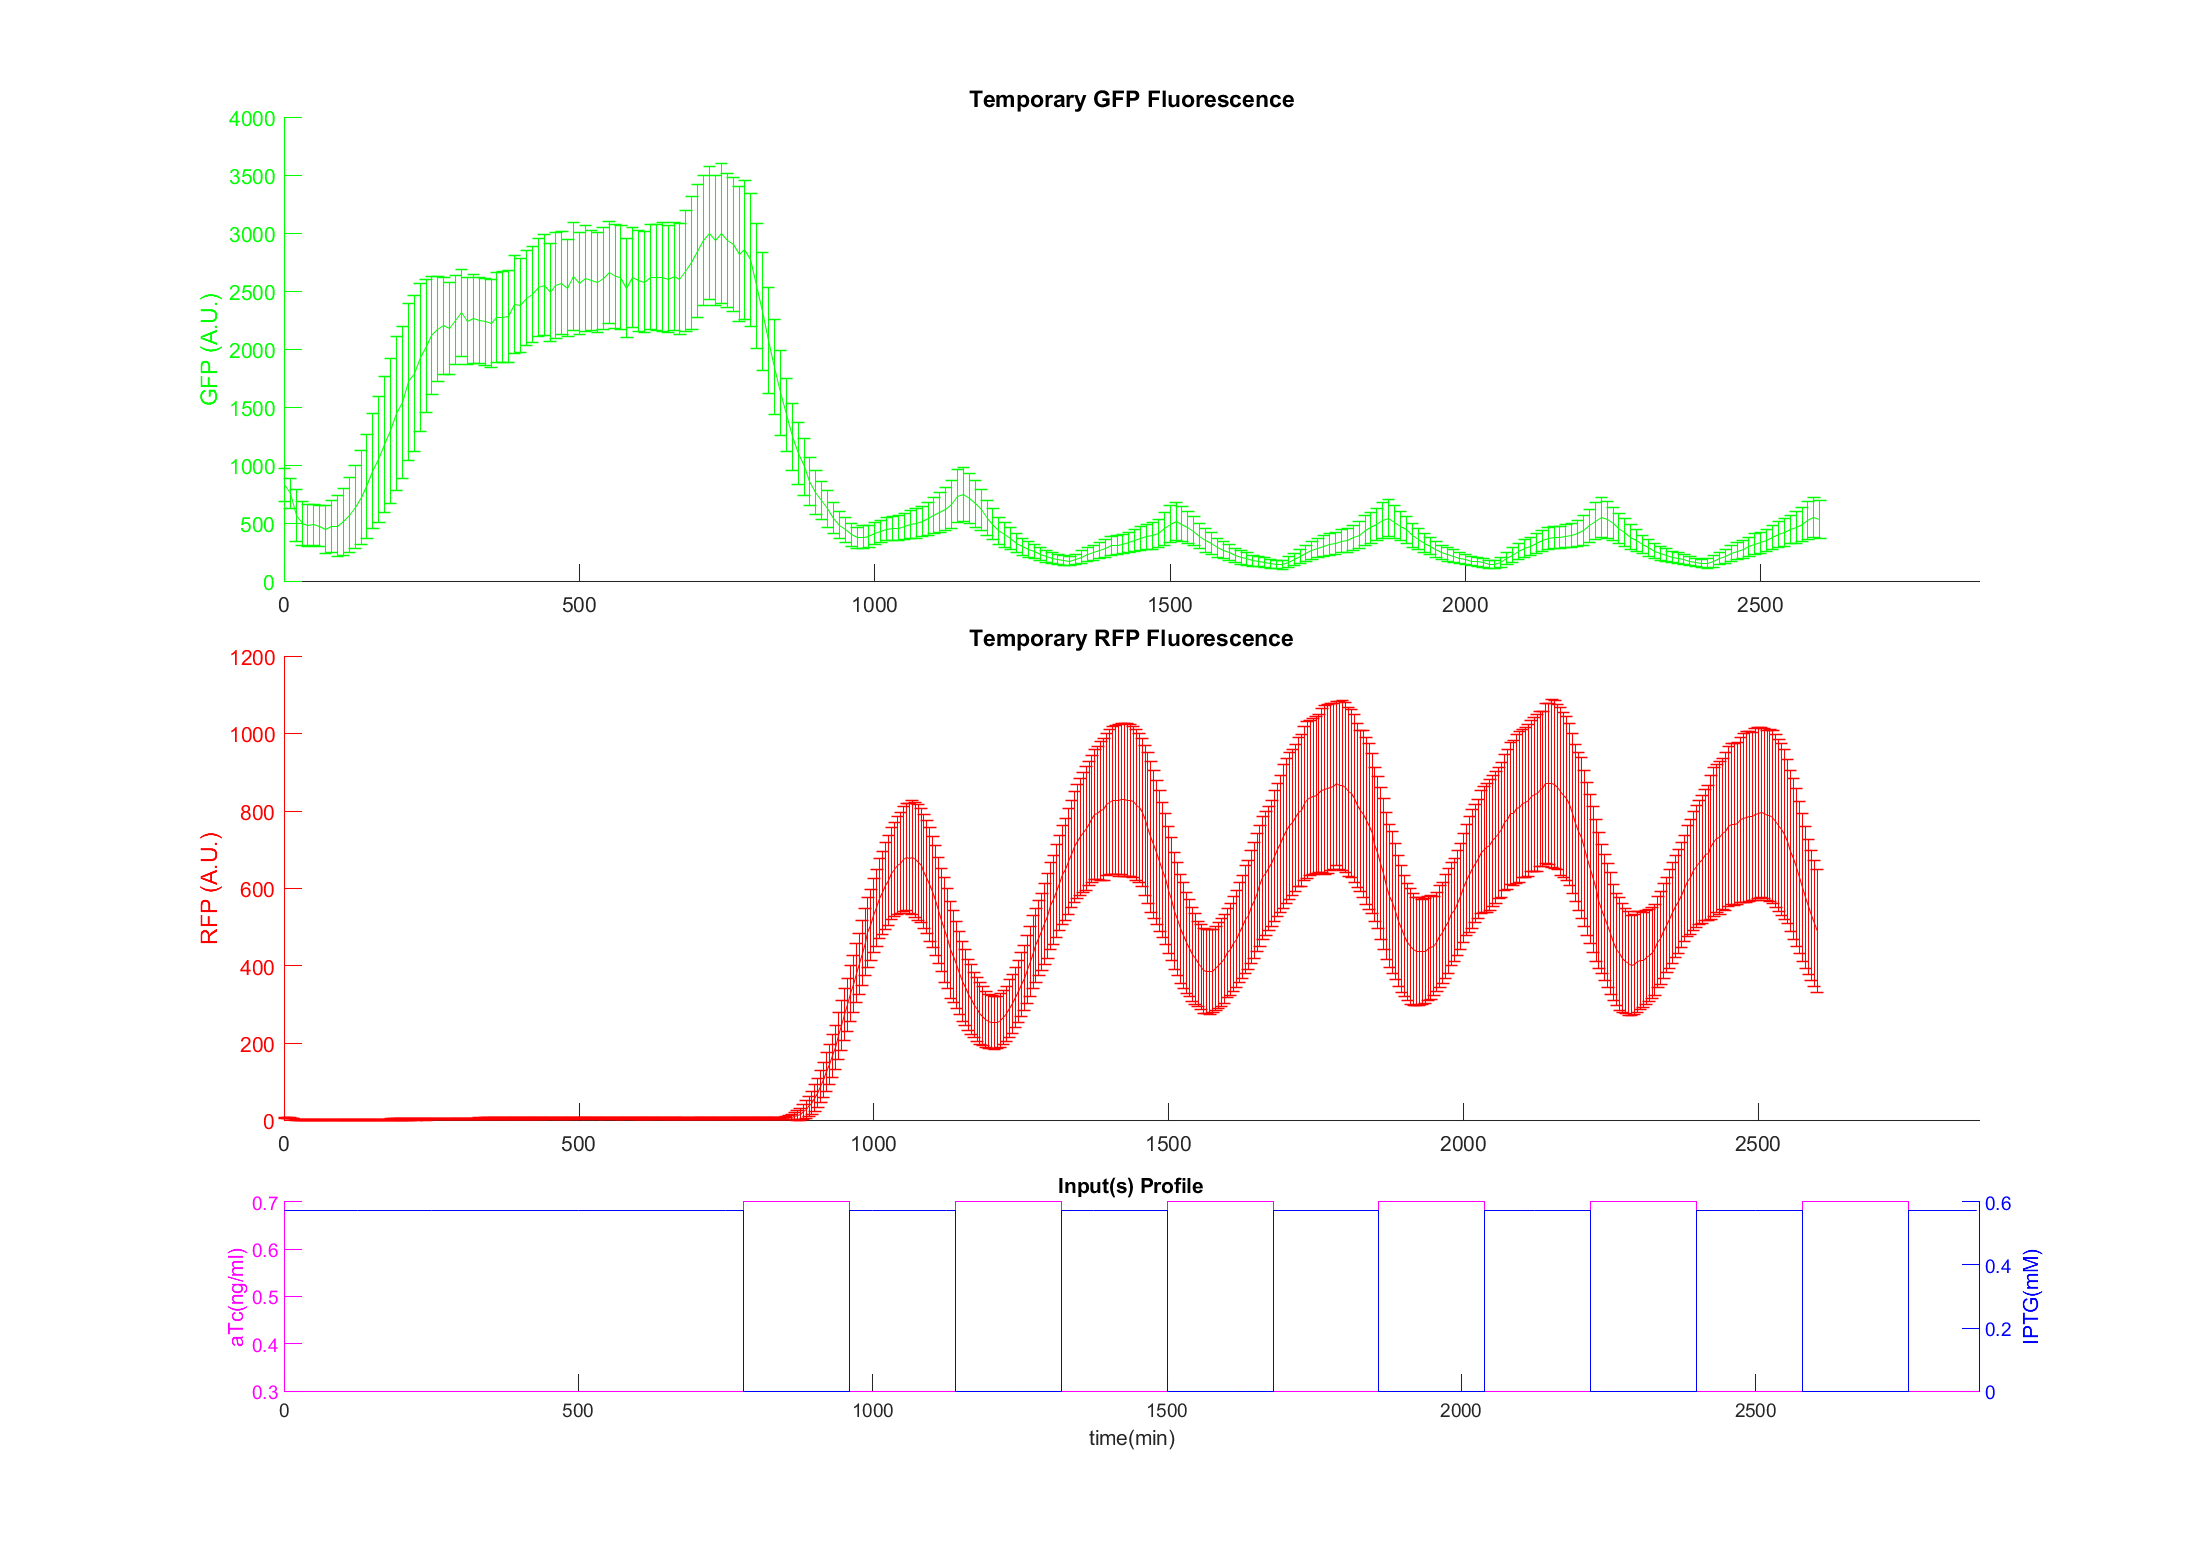 Temporary GFP Fluorescence
4000
3500
3000
2500
2000
1500
1000
500
0
GFP (A.U.)
0 500 1000 1500 2000 2500
Temporary RFP Fluorescence
1200
1000
800
600
400
200
0
RFP (A.U.)
0 500 1000 1500 2000 2500
Input(s) Profile
0.7
0.6
0.5
0.4
0.3
aTc(ng/ml)
0.6
0.4
0.2
0
IPTG(mM)
0 500 1000 1500 2000 2500
time(min)